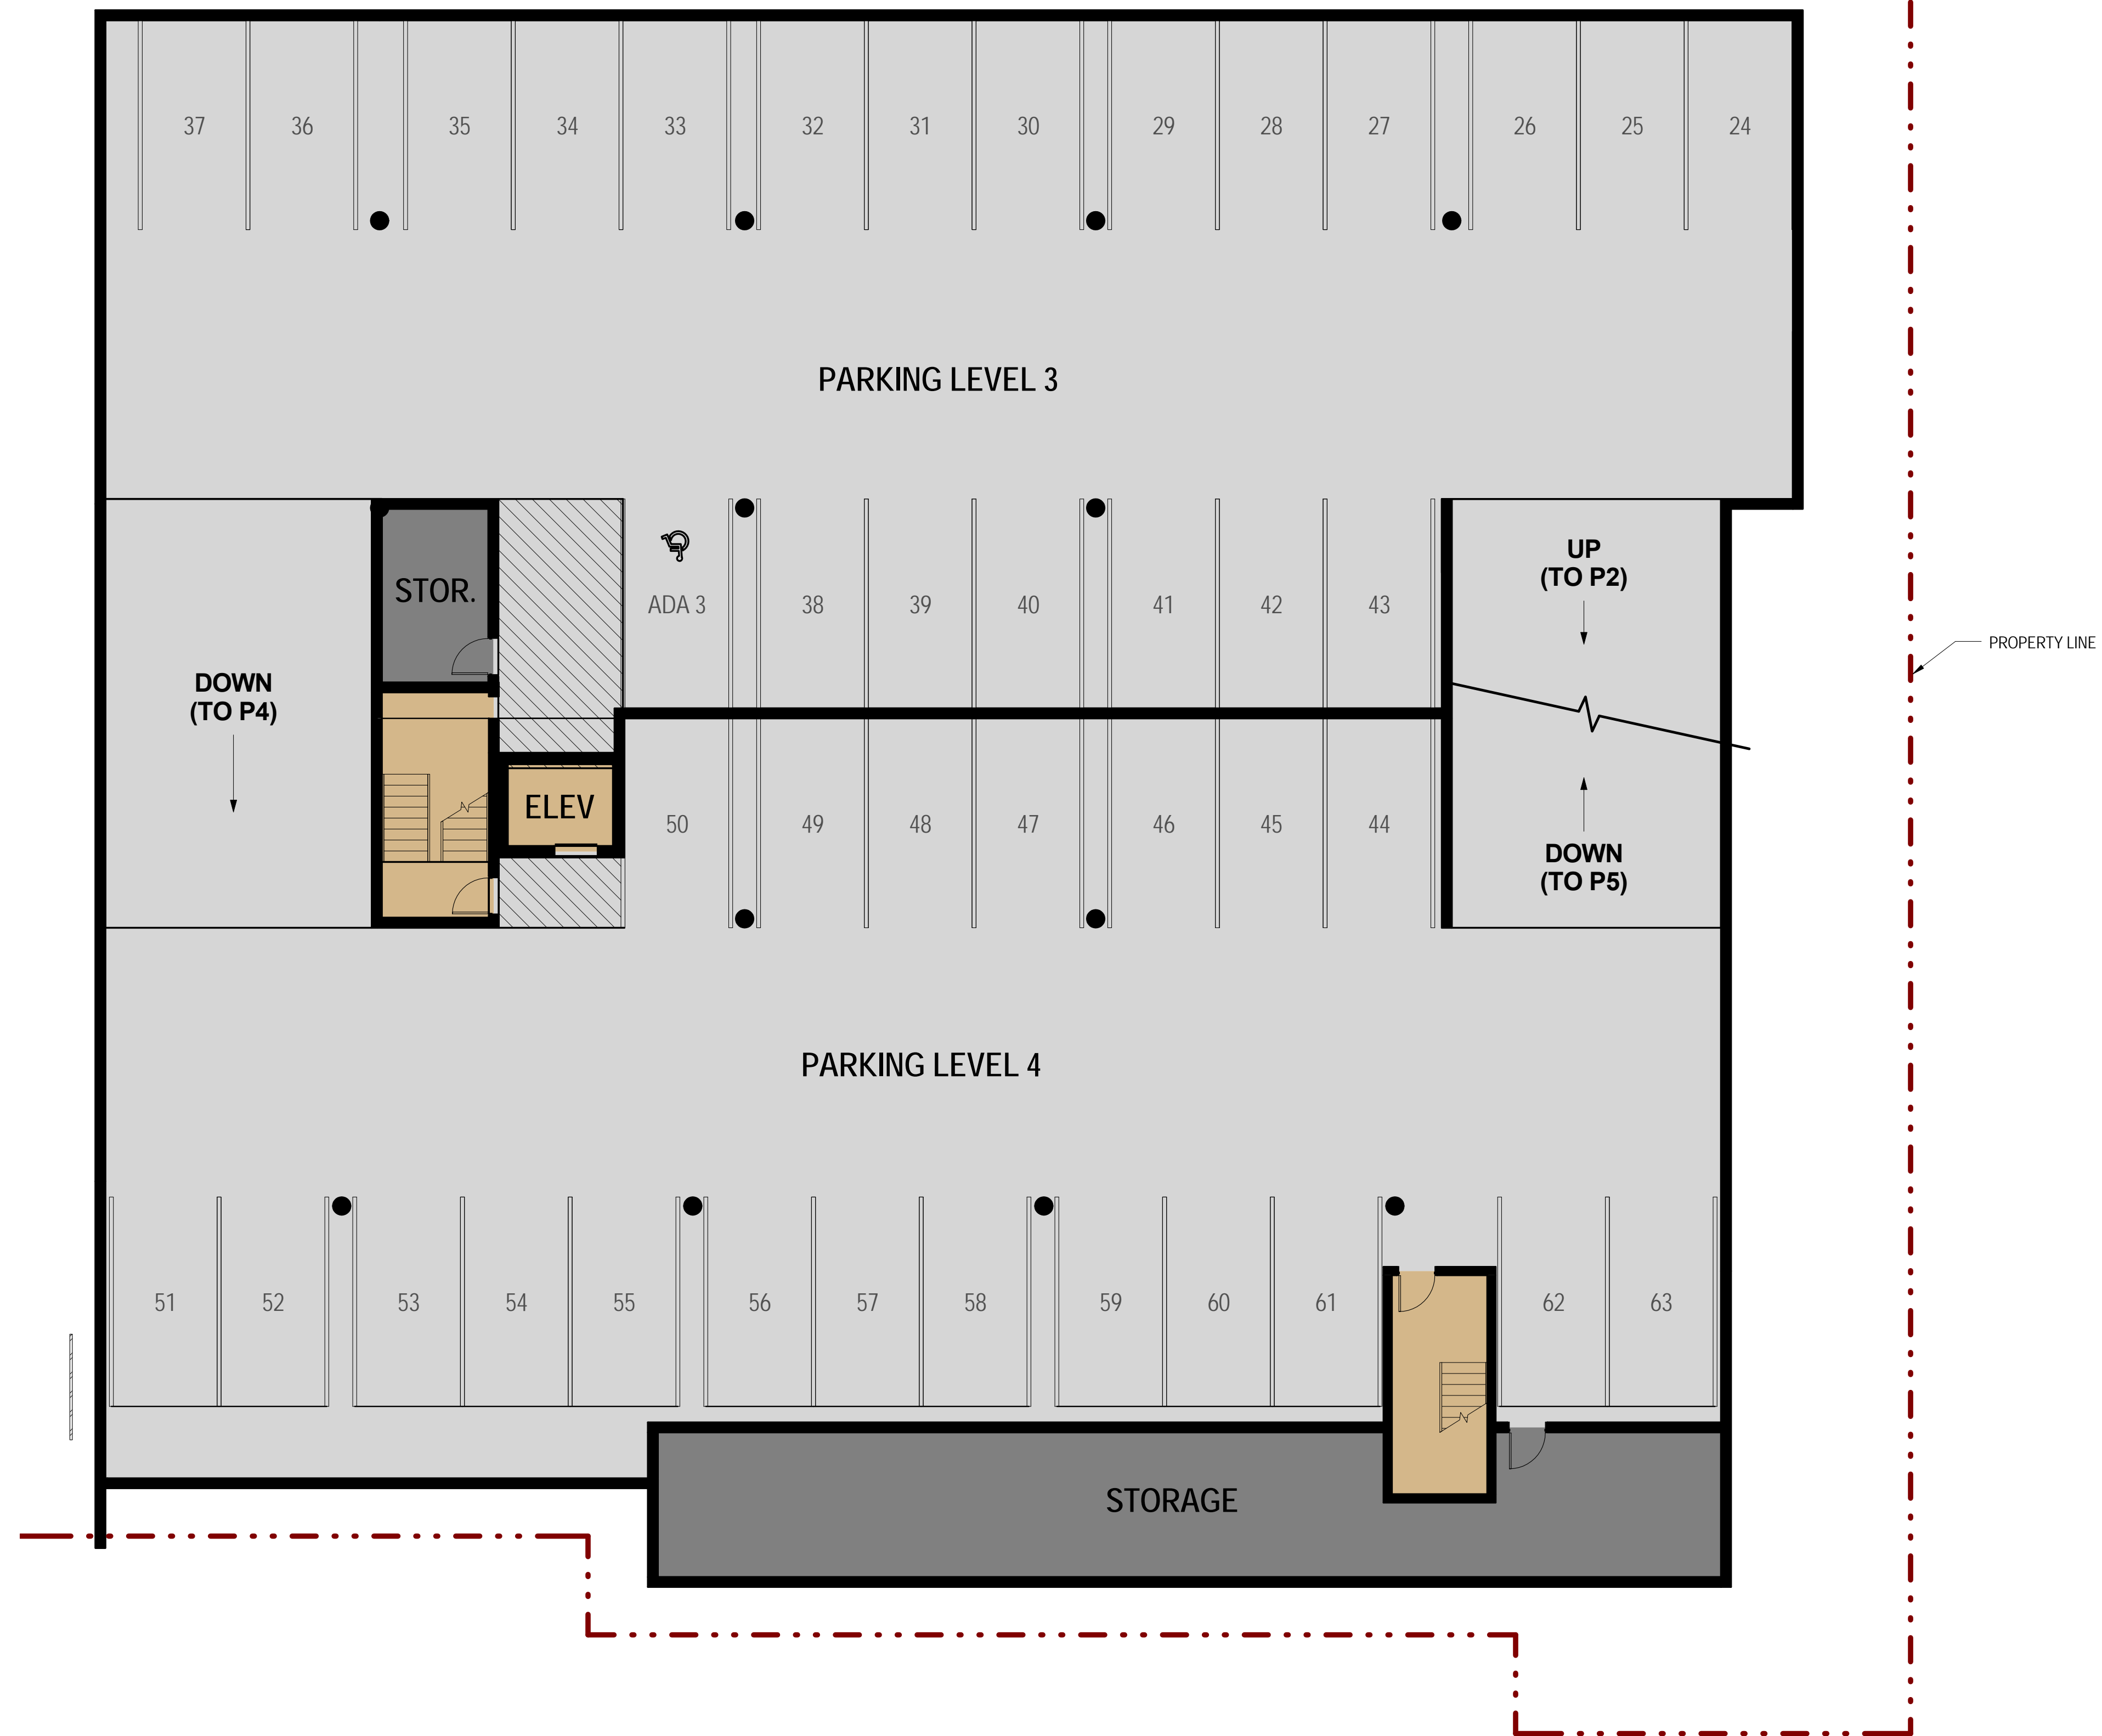 37 36 35 34 33 32 31 30 29 28 27 26 25 24
PARKING LEVEL 3
UP
(TO P2)
STOR.
ADA 3 38 39 40 41 42 43
PROPERTY LINE
DOWN
(TO P4)
ELEV
50 49 48 47 46 45 44
DOWN
(TO P5)
PARKING LEVEL 4
51 52 53 54 55 56 57 58 59 60 61 62 63
STORAGE